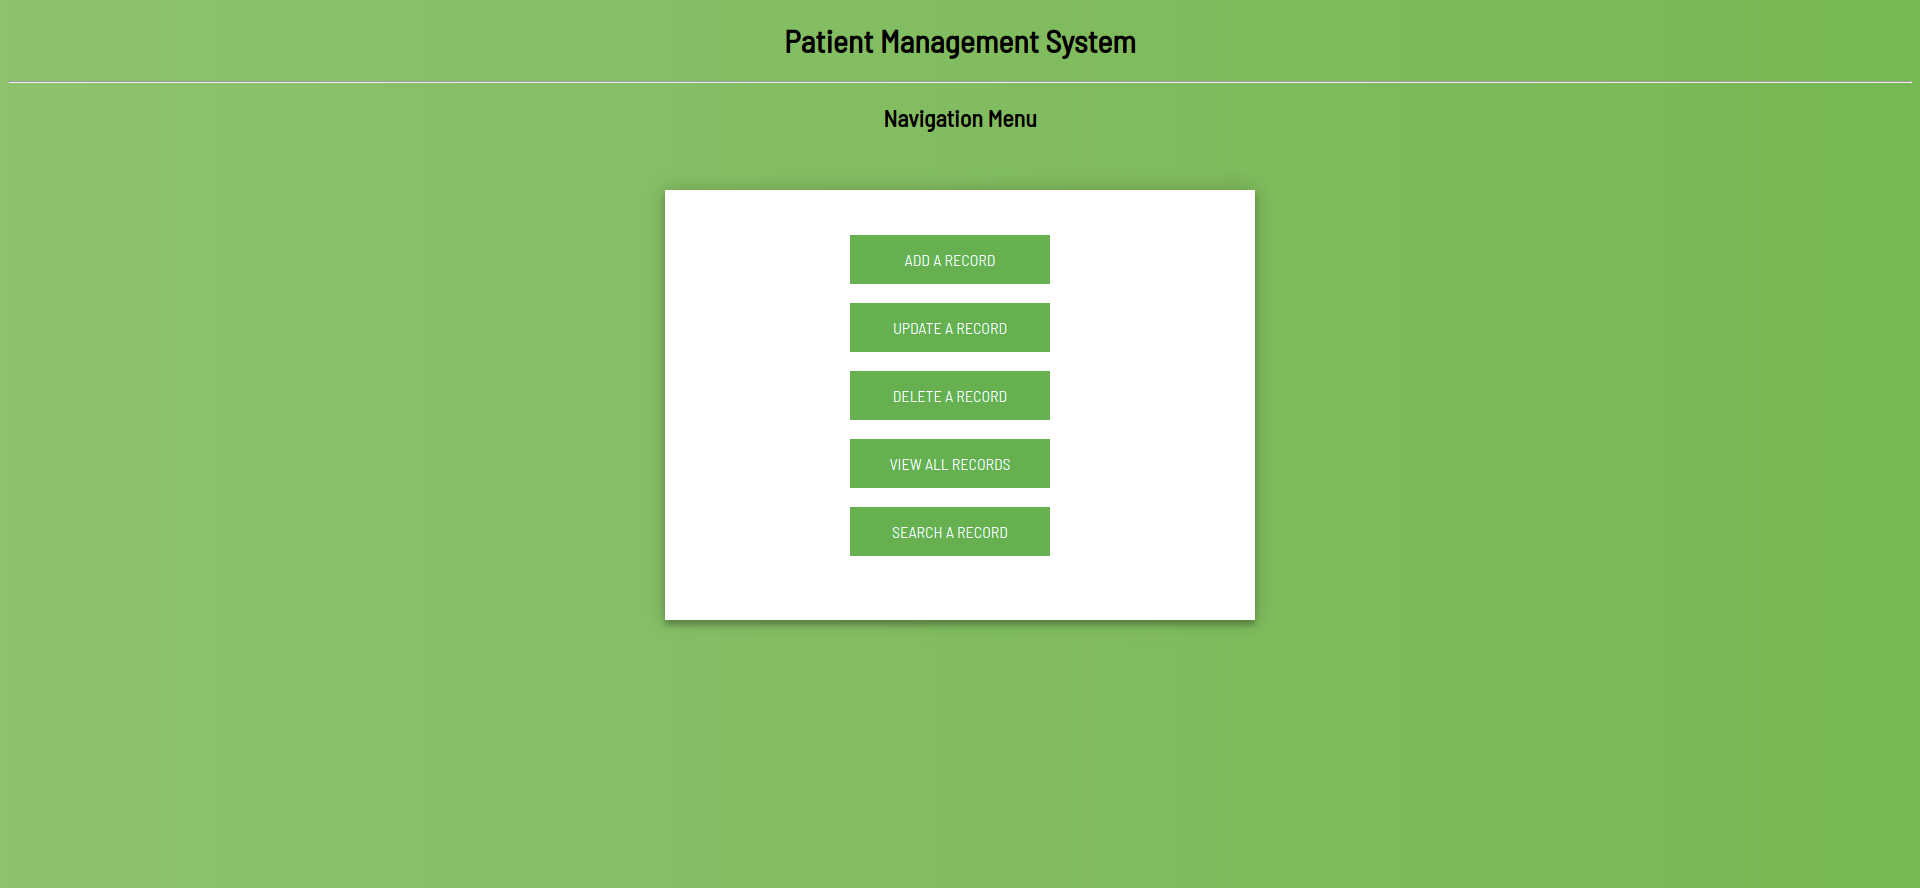 Patient Management System
Navigation Menu
ADD A RECORD
UPDATE A RECORD
DELETE A RECORD
VIEW ALL RECORDS
SEARCH A RECORD